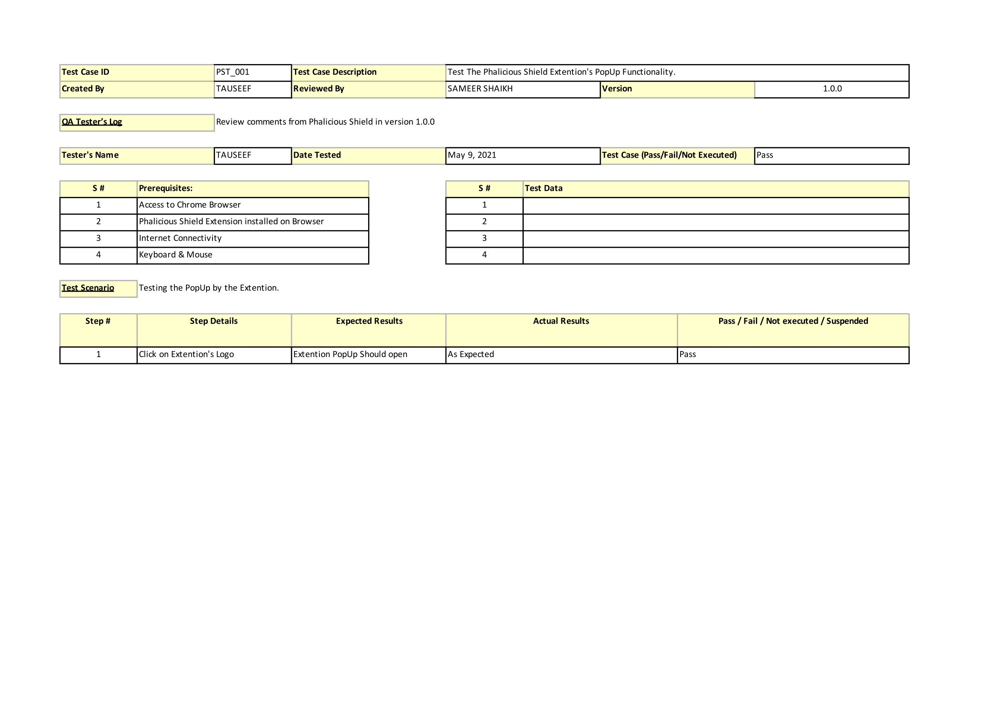 Test Case ID PST_001 Test Case Description Test The Phalicious Shield Extention's PopUp Functionality.
Created By TAUSEEF Reviewed By SAMEER SHAIKH Version 1.0.0
QA Tester’s Log Review comments from Phalicious Shield in version 1.0.0
Tester's Name TAUSEEF Date Tested May 9, 2021 Test Case (Pass/Fail/Not Executed) Pass
S # Prerequisites: S # Test Data
1 Access to Chrome Browser 1
2 Phalicious Shield Extension installed on Browser 2
3 Internet Connectivity 3
4 Keyboard & Mouse 4
Test Scenario Testing the PopUp by the Extention.
Step # Step Details Expected Results Actual Results Pass / Fail / Not executed / Suspended
1 Click on Extention's Logo Extention PopUp Should open As Expected Pass